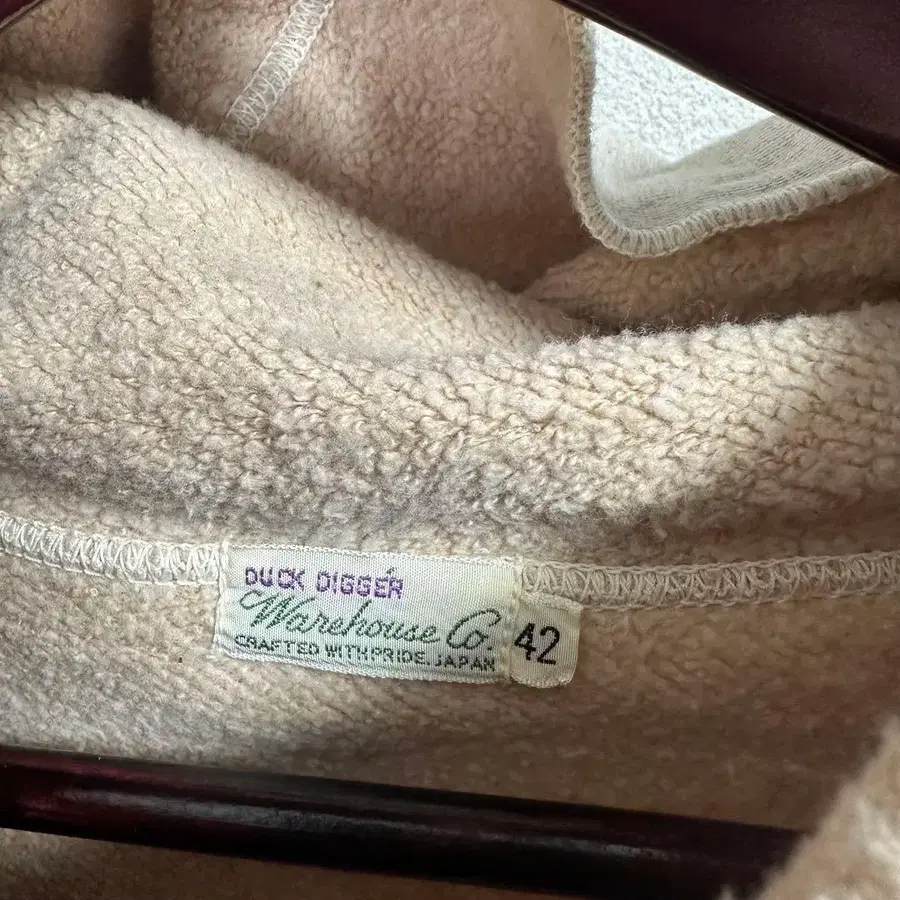 DUCK DIGGER
Warehouse Co.
CRAFTED WITH PRIDE. JAPAN
42